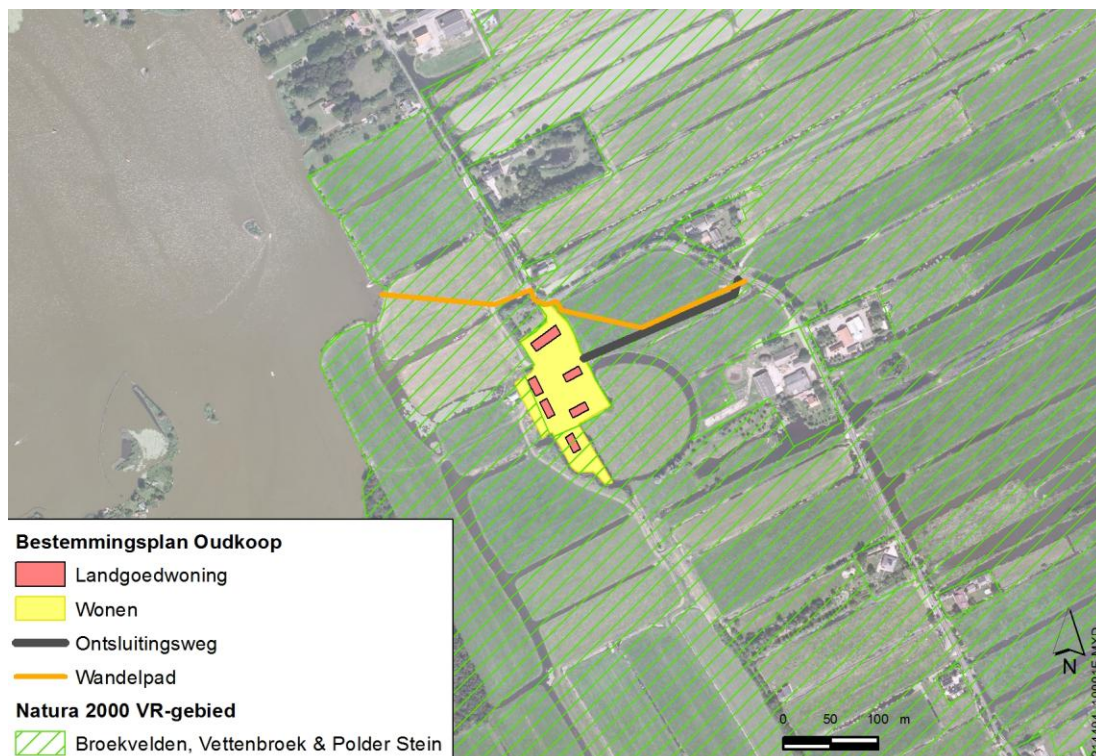 Bestemmingsplan Oudkoop
Landgoedwoning
Wonen
Ontsluitingsweg
Wandelpad
Natura 2000 VR-gebied
Broekvelden, Vettenbroek & Polder Stein
0 50 100 m
N